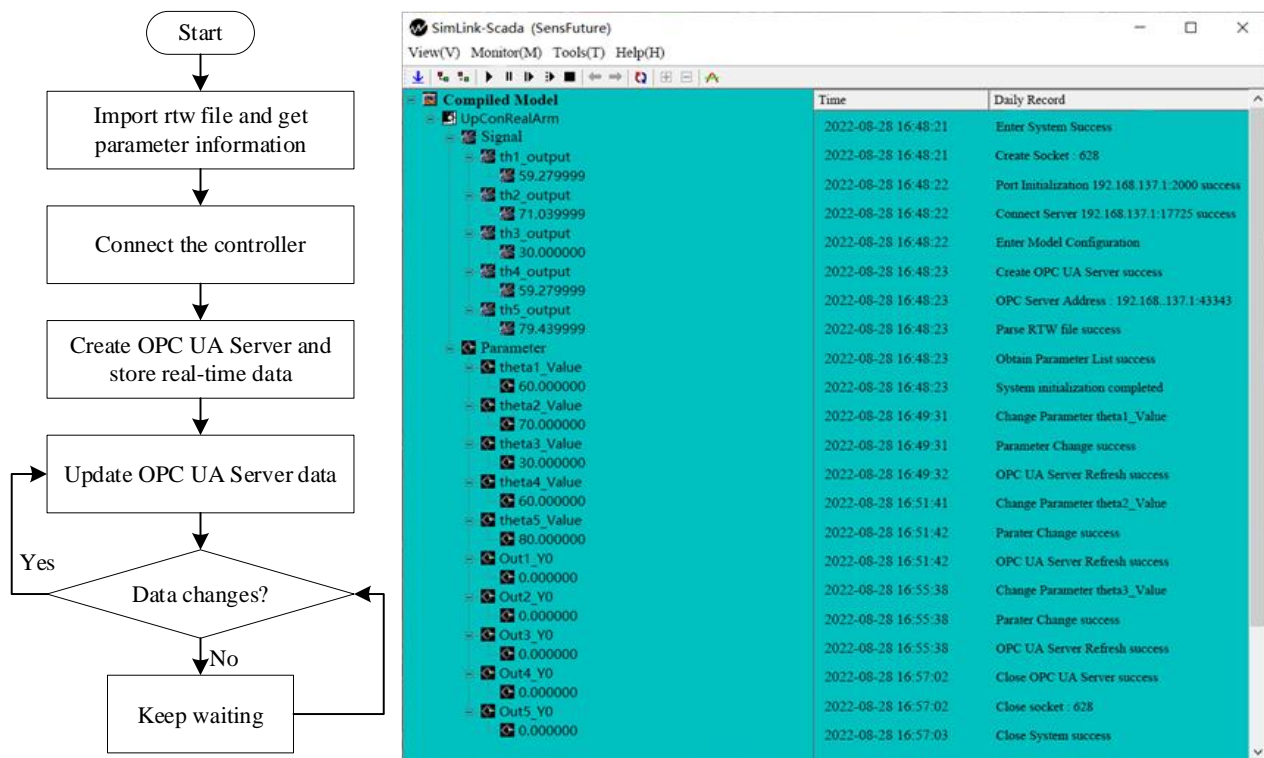 Start
Import rtw file and get
parameter information
Connect the controller
Create OPC UA Server and
store real-time data
Update OPC UA Server data
Yes
Data changes?
No
Keep waiting
SimLink-Scada (SensFuture)
View(V) Monitor(M) Tools(T) Help(H)
Compiled Model
UpConRealArm
Signal
th1_output
59.279999
th2_output
71.039999
th3_output
30.000000
th4_output
59.279999
th5_output
79.439999
Parameter
theta1_Value
60.000000
theta2_Value
70.000000
theta3_Value
30.000000
theta4_Value
60.000000
theta5_Value
80.000000
Out1_Y0
0.000000
Out2_Y0
0.000000
Out3_Y0
0.000000
Out4_Y0
0.000000
Out5_Y0
0.000000
Time Daily Record
2022-08-28 16:48:21 Enter System Success
2022-08-28 16:48:21 Create Socket : 628
2022-08-28 16:48:22 Port Initialization 192.168.137.1:2000 success
2022-08-28 16:48:22 Connect Server 192.168.137.1:17725 success
2022-08-28 16:48:22 Enter Model Configuration
2022-08-28 16:48:23 Create OPC UA Server success
2022-08-28 16:48:23 OPC Server Address : 192.168..137.1:43343
2022-08-28 16:48:23 Parse RTW file success
2022-08-28 16:48:23 Obtain Parameter List success
2022-08-28 16:48:23 System initialization completed
2022-08-28 16:49:31 Change Parameter theta1_Value
2022-08-28 16:49:31 Parameter Change success
2022-08-28 16:49:32 OPC UA Server Refresh success
2022-08-28 16:51:41 Change Parameter theta2_Value
2022-08-28 16:51:42 Parater Change success
2022-08-28 16:51:42 OPC UA Server Refresh success
2022-08-28 16:55:38 Change Parameter theta3_Value
2022-08-28 16:55:38 Parater Change success
2022-08-28 16:55:38 OPC UA Server Refresh success
2022-08-28 16:57:02 Close OPC UA Server success
2022-08-28 16:57:02 Close socket : 628
2022-08-28 16:57:03 Close System success